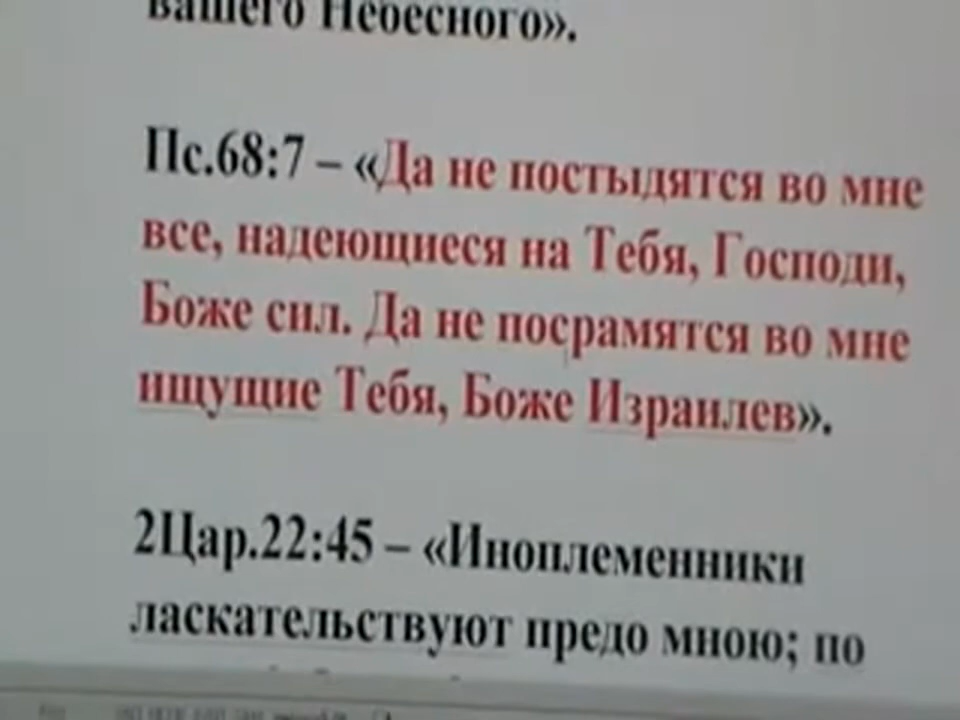 вашего Небесного».
Пс.68:7 – «Да не постыдятся во мне
все, надеющиеся на Тебя, Господи,
Боже сил. Да не посрамятся во мне
ищущие Тебя, Боже Израилев».
2Цар.22:45 – «Иноплеменники
ласкательствуют предо мною; по